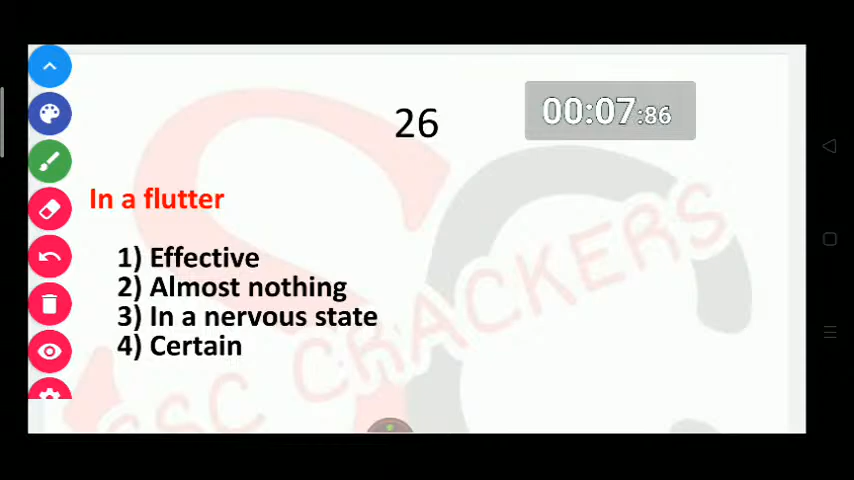 26
00:07:86
In a flutter
1) Effective
2) Almost nothing
3) In a nervous state
4) Certain
SSC CRACKERS